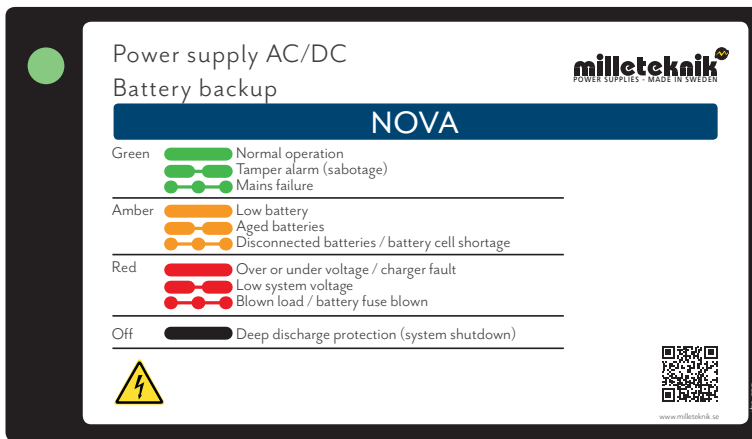 Power supply AC/DC
Battery backup
milleteknik
POWER SUPPLIES - MADE IN SWEDEN
NOVA
Green Normal operation
Tamper alarm (sabotage)
Mains failure
Amber Low battery
Aged batteries
Disconnected batteries / battery cell shortage
Red Over or under voltage / charger fault
Low system voltage
Blown load / battery fuse blown
Off Deep discharge protection (system shutdown)
www.milleteknik.se